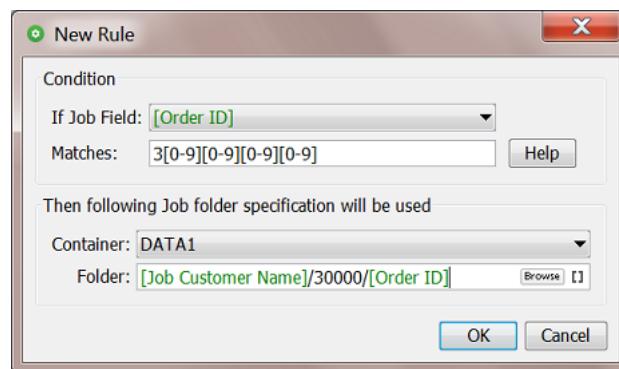 New Rule
Condition
If Job Field: [Order ID]
Matches: 3[0-9][0-9][0-9][0-9] Help
Then following Job folder specification will be used
Container: DATA1
Folder: [Job Customer Name]/30000/[Order ID] Browse []
OK Cancel